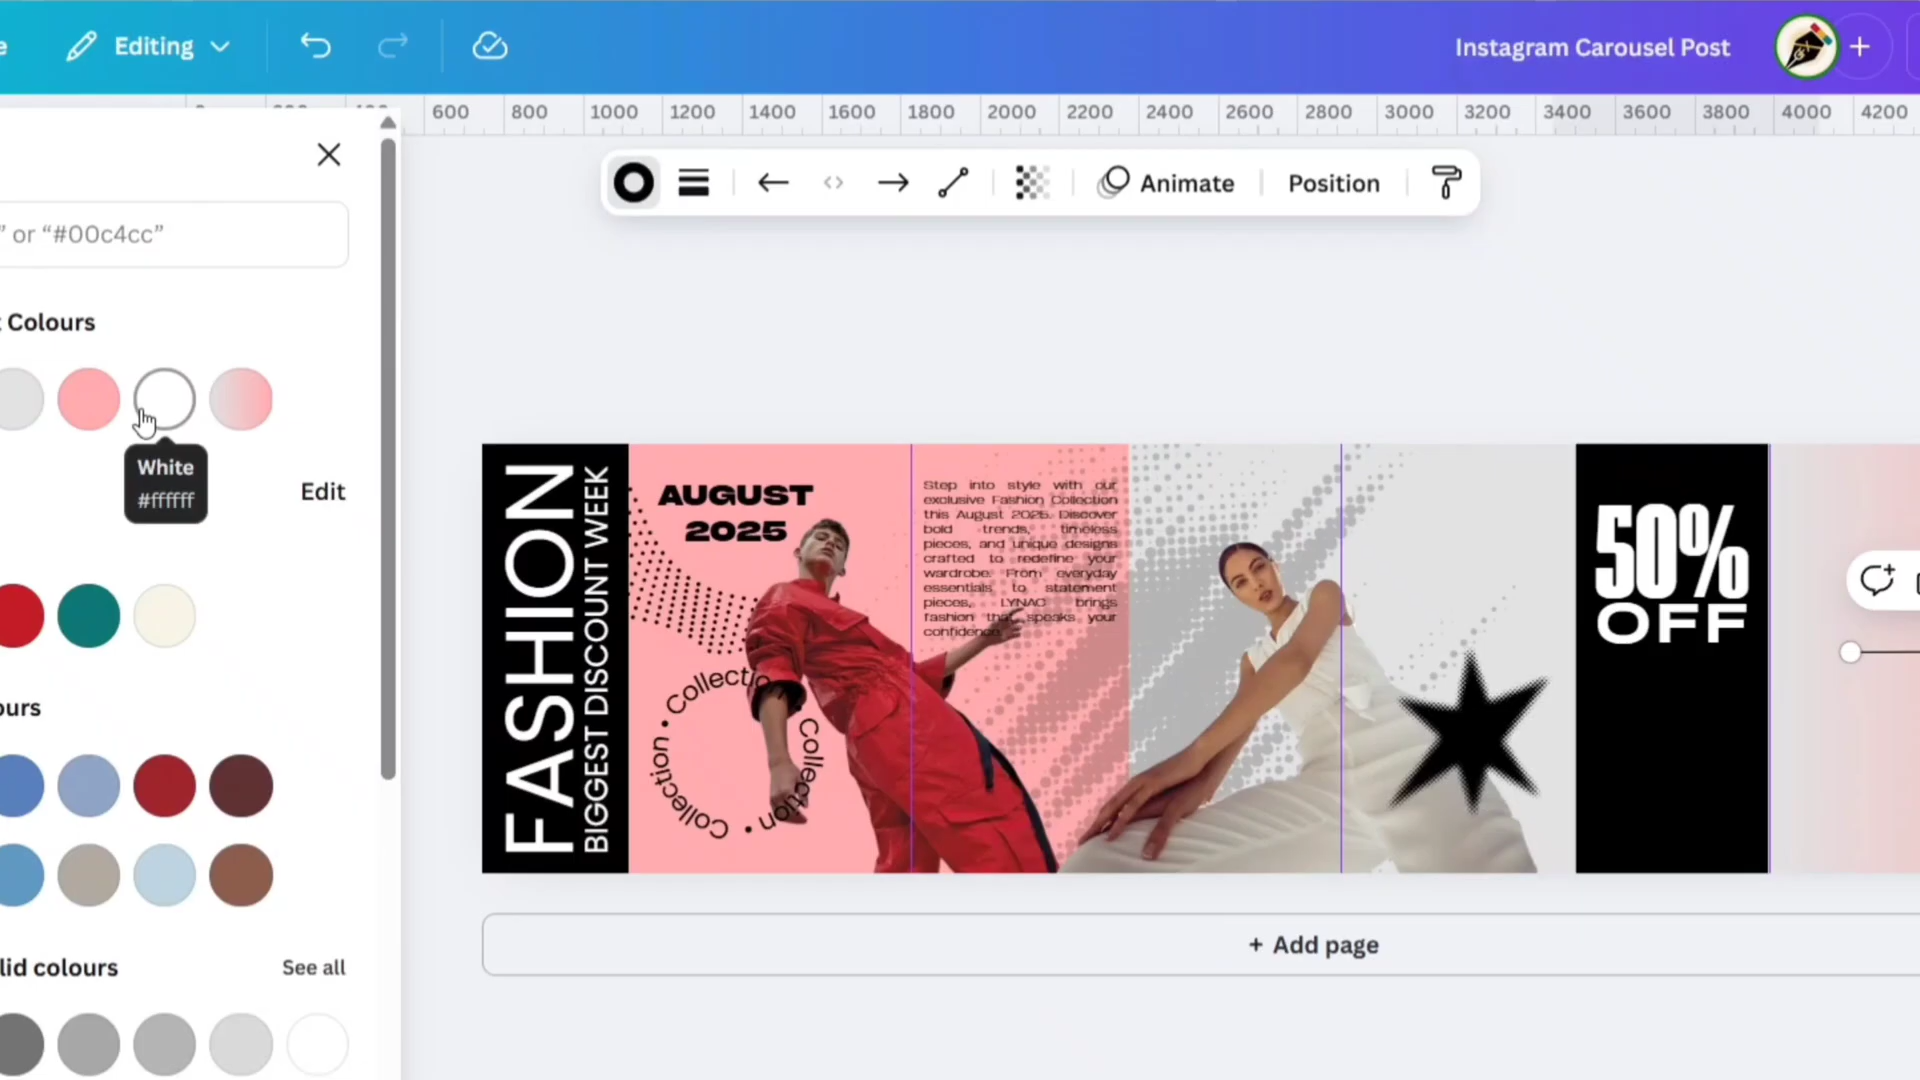 e
Editing
Instagram Carousel Post
600 800 1000 1200 1400 1600 1800 2000 2200 2400 2600 2800 3000 3200 3400 3600 3800 4000 4200
Animate
Position
” or “#00c4cc”
Colours
White
#ffffff
Edit
ours
lid colours
See all
FASHION
BIGGEST DISCOUNT WEEK
AUGUST
2025
Collection • Collection • Collection •
Step into style with our
exclusive Fashion Collection
this August 2025. Discover
bold trends, timeless
pieces, and unique designs
crafted to redefine your
wardrobe. From everyday
essentials to statement
pieces, LYNAC brings
fashion that speaks your
confidence.
50%
OFF
+ Add page